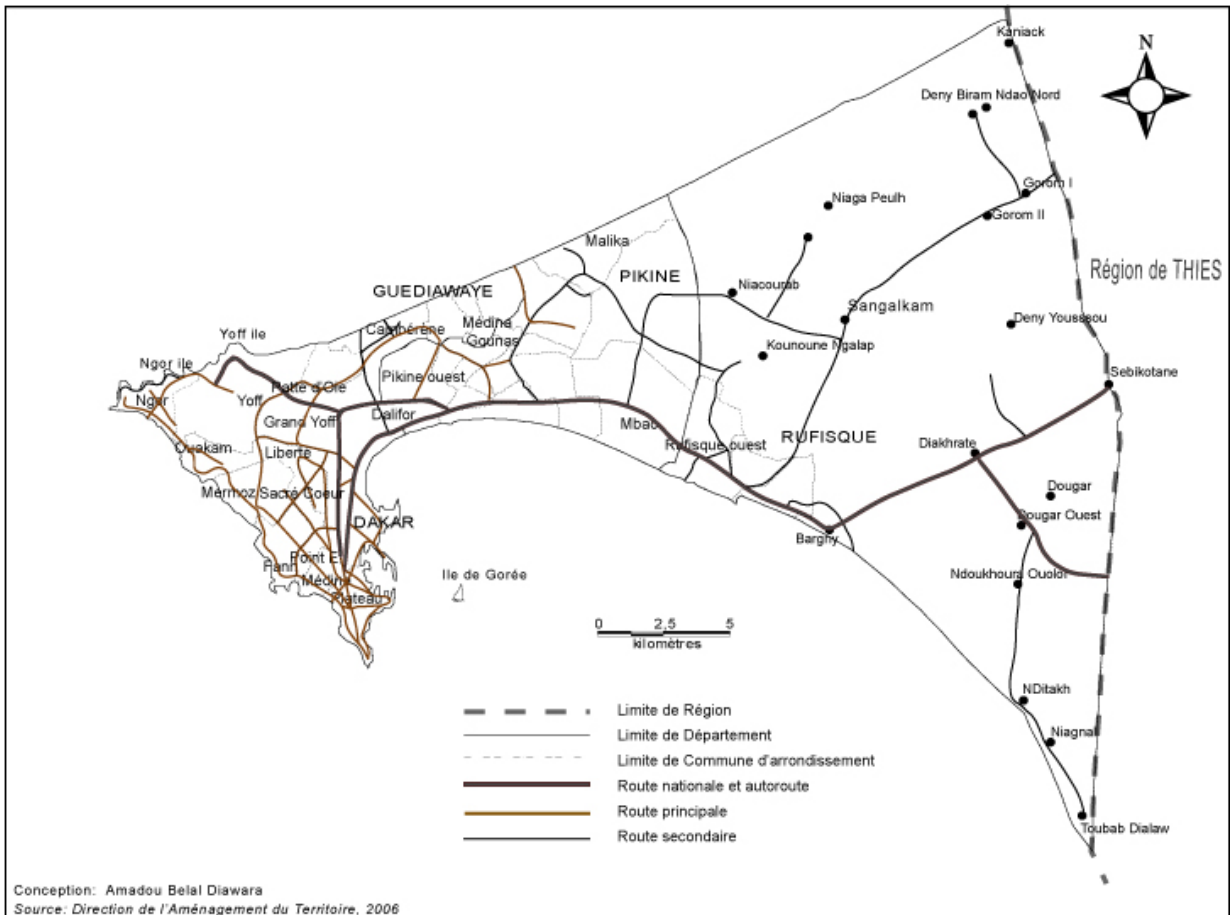 Kaniack
N
Deny Biram Ndao Nord
Gorom I
Niaga Peulh
Gorom II
Malika
Région de THIES
PIKINE
Niacourab
GUEDIAWAYE
Sangalkam
Deny Yousssou
Cambérène
Médina
Gounas
Yoff ile
Kounoune Ngalap
Ngor ile
Sebikotane
Pikine ouest
Patte d'Oie
Ngor
Yoff
Dalifor
Grand Yoff
Mbao
RUFISQUE
Rufisque ouest
Diakhrate
Ouakam
Liberté
Dougar
Mermoz
Sacré Coeur
DAKAR
Dougar Ouest
Barghy
Point E
Fann
Ile de Gorée
Ndoukhoura Ouolof
Médina
Plateau
0 2,5 5
kilomètres
NDitakh
Niagnal
Toubab Dialaw
Limite de Région
Limite de Département
Limite de Commune d'arrondissement
Route nationale et autoroute
Route principale
Route secondaire
Conception: Amadou Belal Diawara
Source: Direction de l'Aménagement du Territoire, 2006